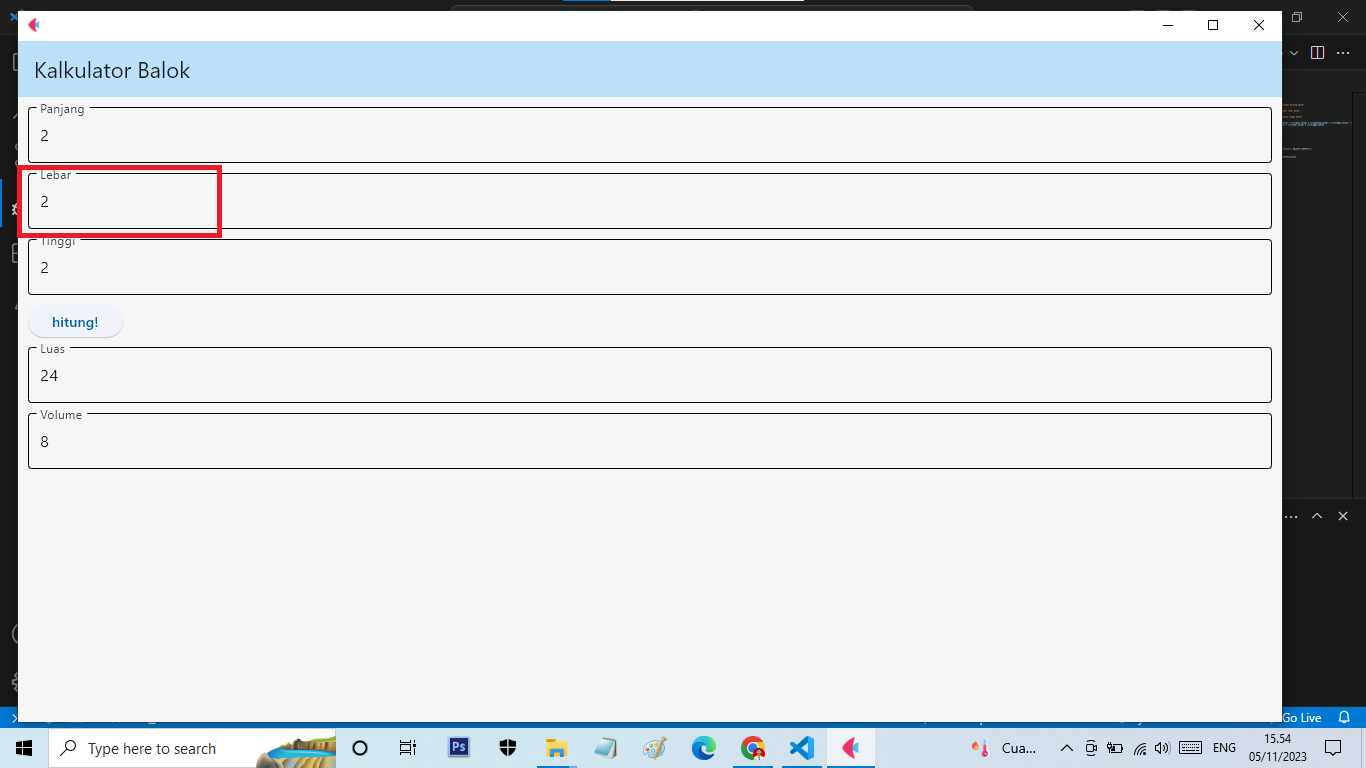 Kalkulator Balok
Panjang
2
Lebar
2
Tinggi
2
hitung!
Luas
24
Volume
8
Go Live
Type here to search
Ps
Cua...
ENG
15.54
05/11/2023